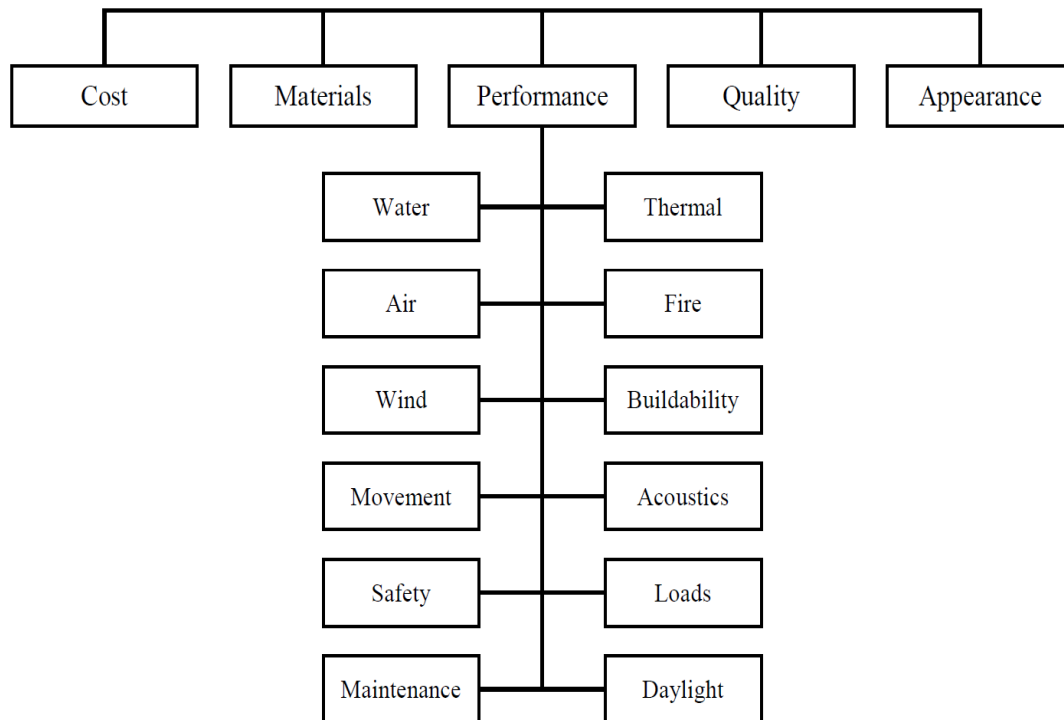 Cost
Materials
Performance
Quality
Appearance
Water
Thermal
Air
Fire
Wind
Buildability
Movement
Acoustics
Safety
Loads
Maintenance
Daylight